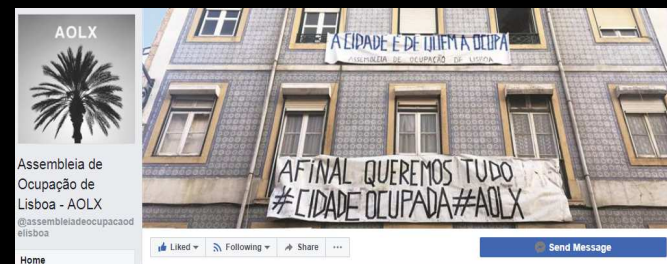 AOLX
Assembleia de
Ocupação de
Lisboa - AOLX
@assembleiadeocupacaod
elisboa
Home
A CIDADE É DE QUEM A OCUPA
ASSEMBLEIA DE OCUPAÇÃO DE LISBOA
AFINAL QUEREMOS TUDO
#CIDADE OCUPADA##AOLX
Liked
Following
Share
Send Message